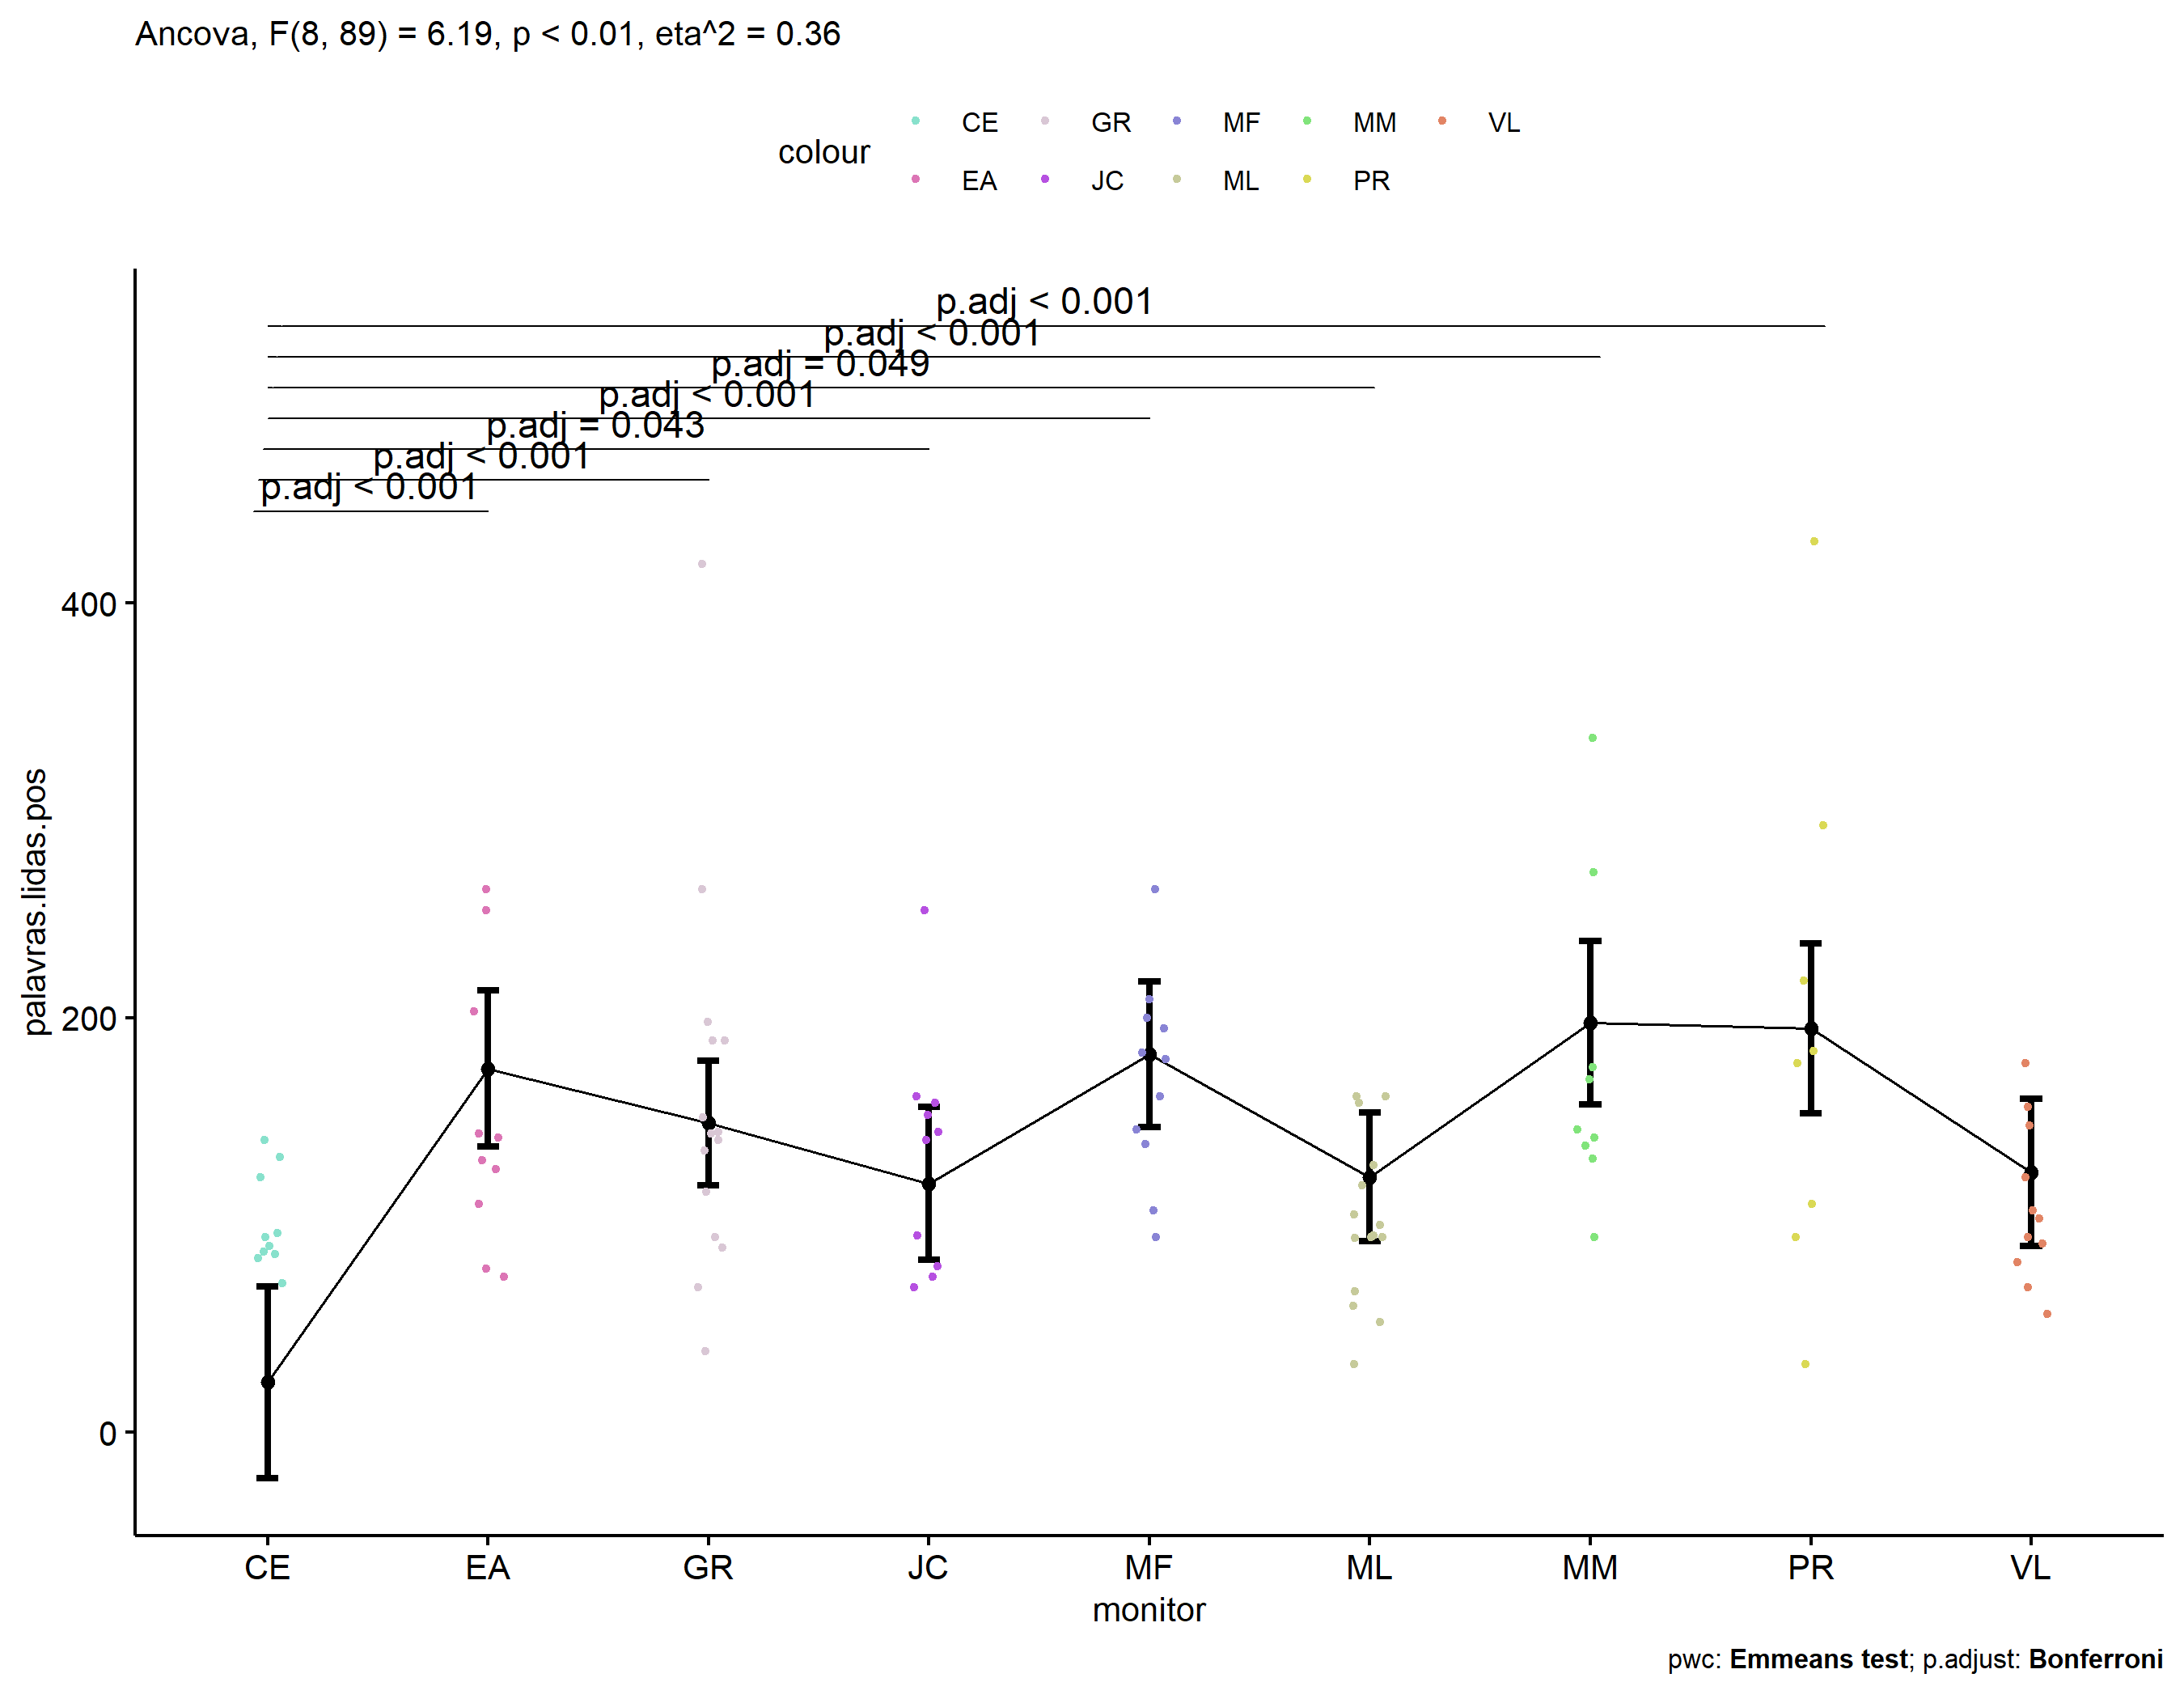 Ancova, F(8, 89) = 6.19, p < 0.01, eta^2 = 0.36
colour
CE GR MF MM VL
EA JC ML PR
p.adj < 0.001
p.adj < 0.001
p.adj = 0.049
p.adj < 0.001
p.adj = 0.043
p.adj < 0.001
p.adj < 0.001
palavras.lidas.pos
400
200
0
CE EA GR JC MF ML MM PR VL
monitor
pwc: Emmeans test; p.adjust: Bonferroni